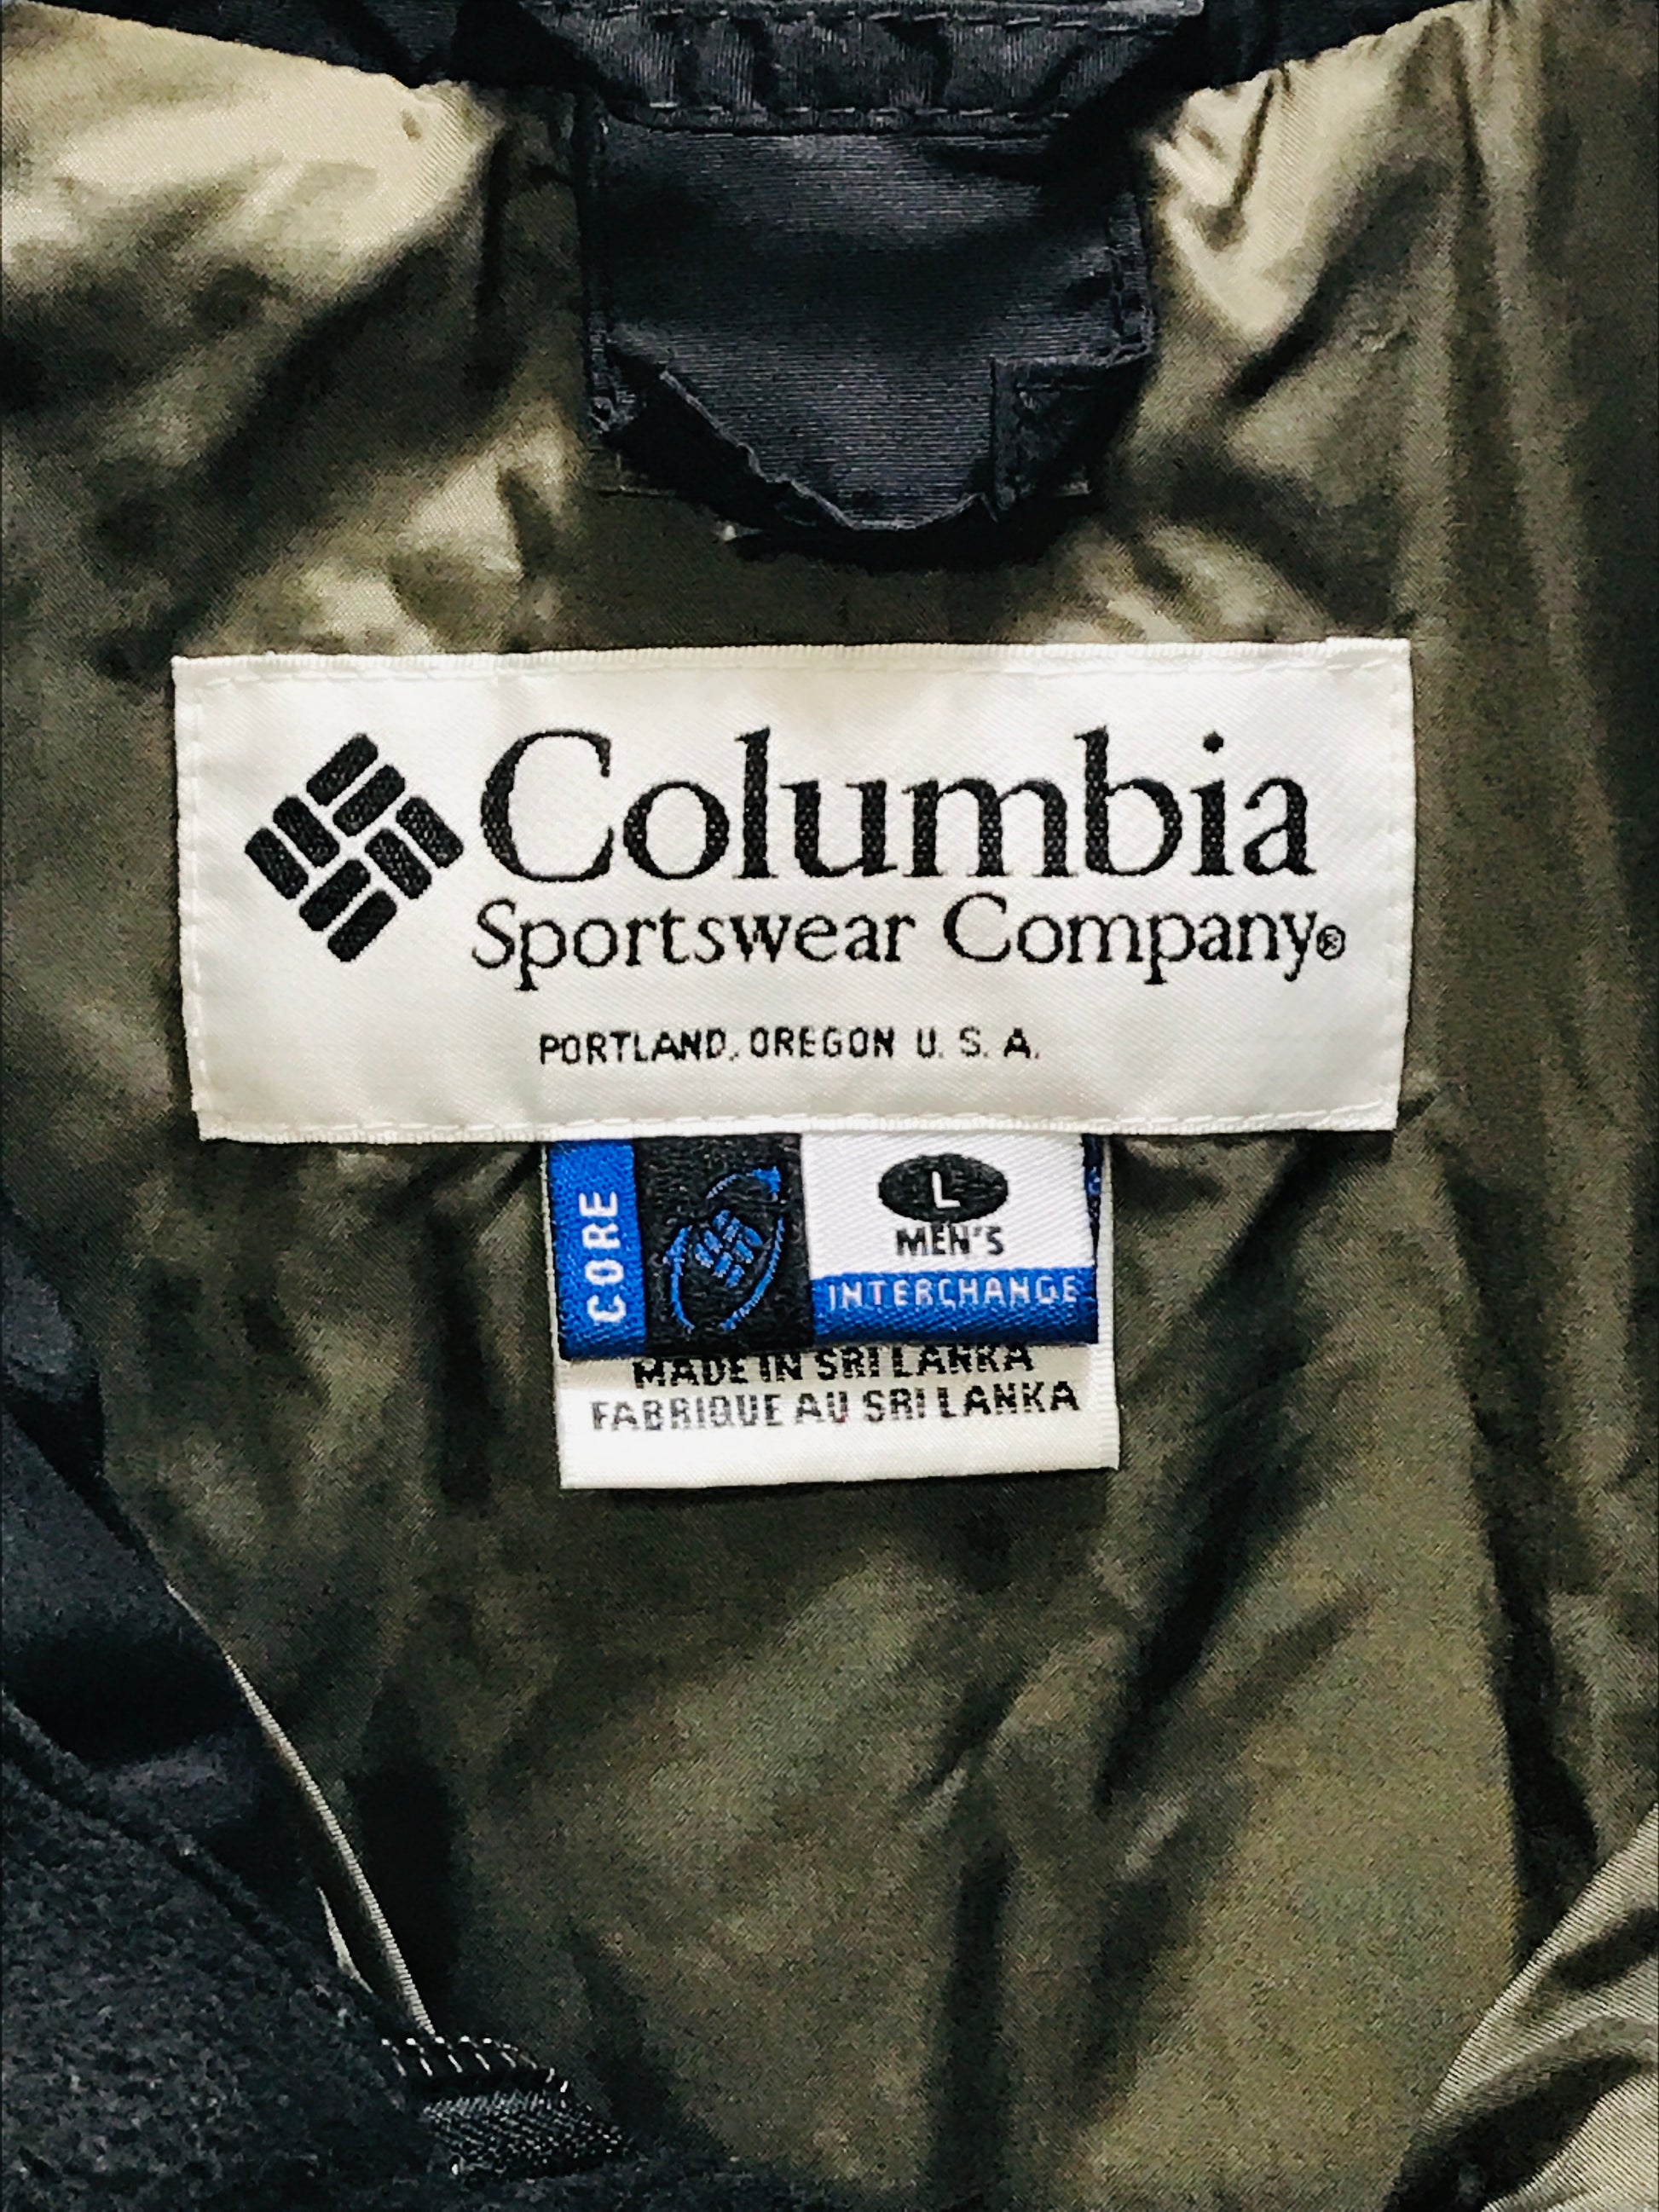 Columbia
Sportswear Company®
PORTLAND, OREGON U. S. A.
CORE
L
MEN'S
INTERCHANGE
MADE IN SRI LANKA
FABRIQUE AU SRI LANKA